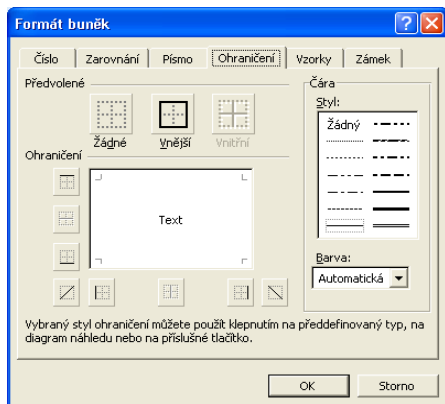 Formát buněk
Číslo Zarovnání Písmo Ohraničení Vzorky Zámek
Předvolené
Žádné Vnější Vnitřní
Ohraničení
Text
Čára
Styl:
Žádný
Barva:
Automatická
Vybraný styl ohraničení můžete použít klepnutím na předdefinovaný typ, na
diagram náhledu nebo na příslušné tlačítko.
OK Storno